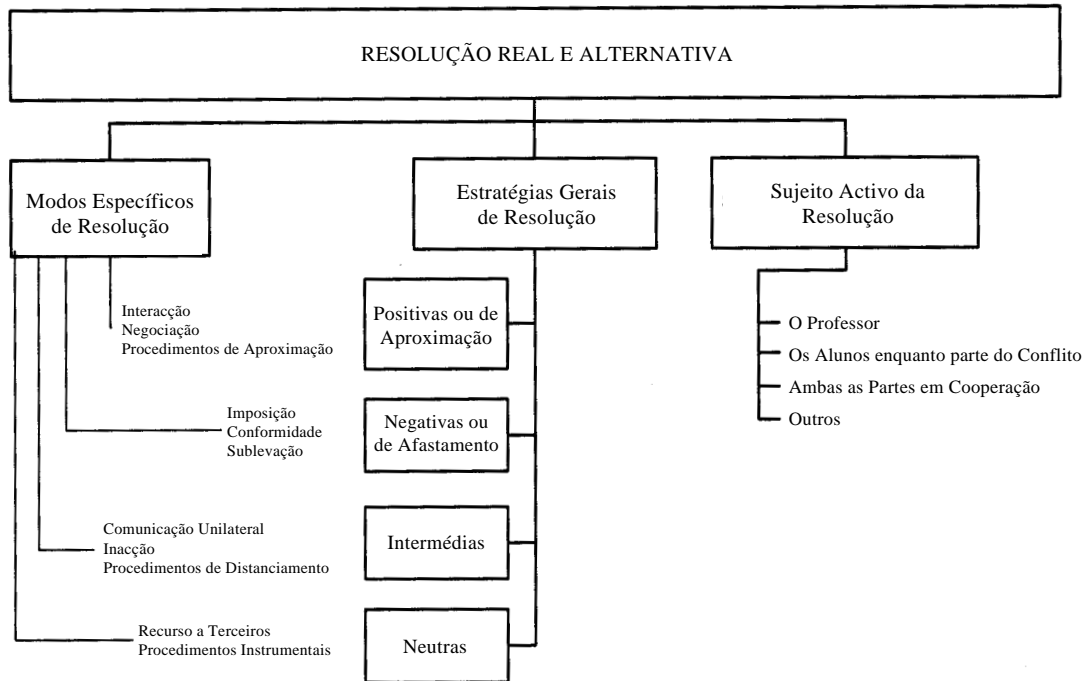 RESOLUÇÃO REAL E ALTERNATIVA
Modos Específicos
de Resolução
Estratégias Gerais
de Resolução
Sujeito Activo da
Resolução
Interacção
Negociação
Procedimentos de Aproximação
Positivas ou de
Aproximação
O Professor
Os Alunos enquanto parte do Conflito
Ambas as Partes em Cooperação
Outros
Imposição
Conformidade
Sublevação
Negativas ou
de Afastamento
Comunicação Unilateral
Inacção
Procedimentos de Distanciamento
Intermédias
Recurso a Terceiros
Procedimentos Instrumentais
Neutras